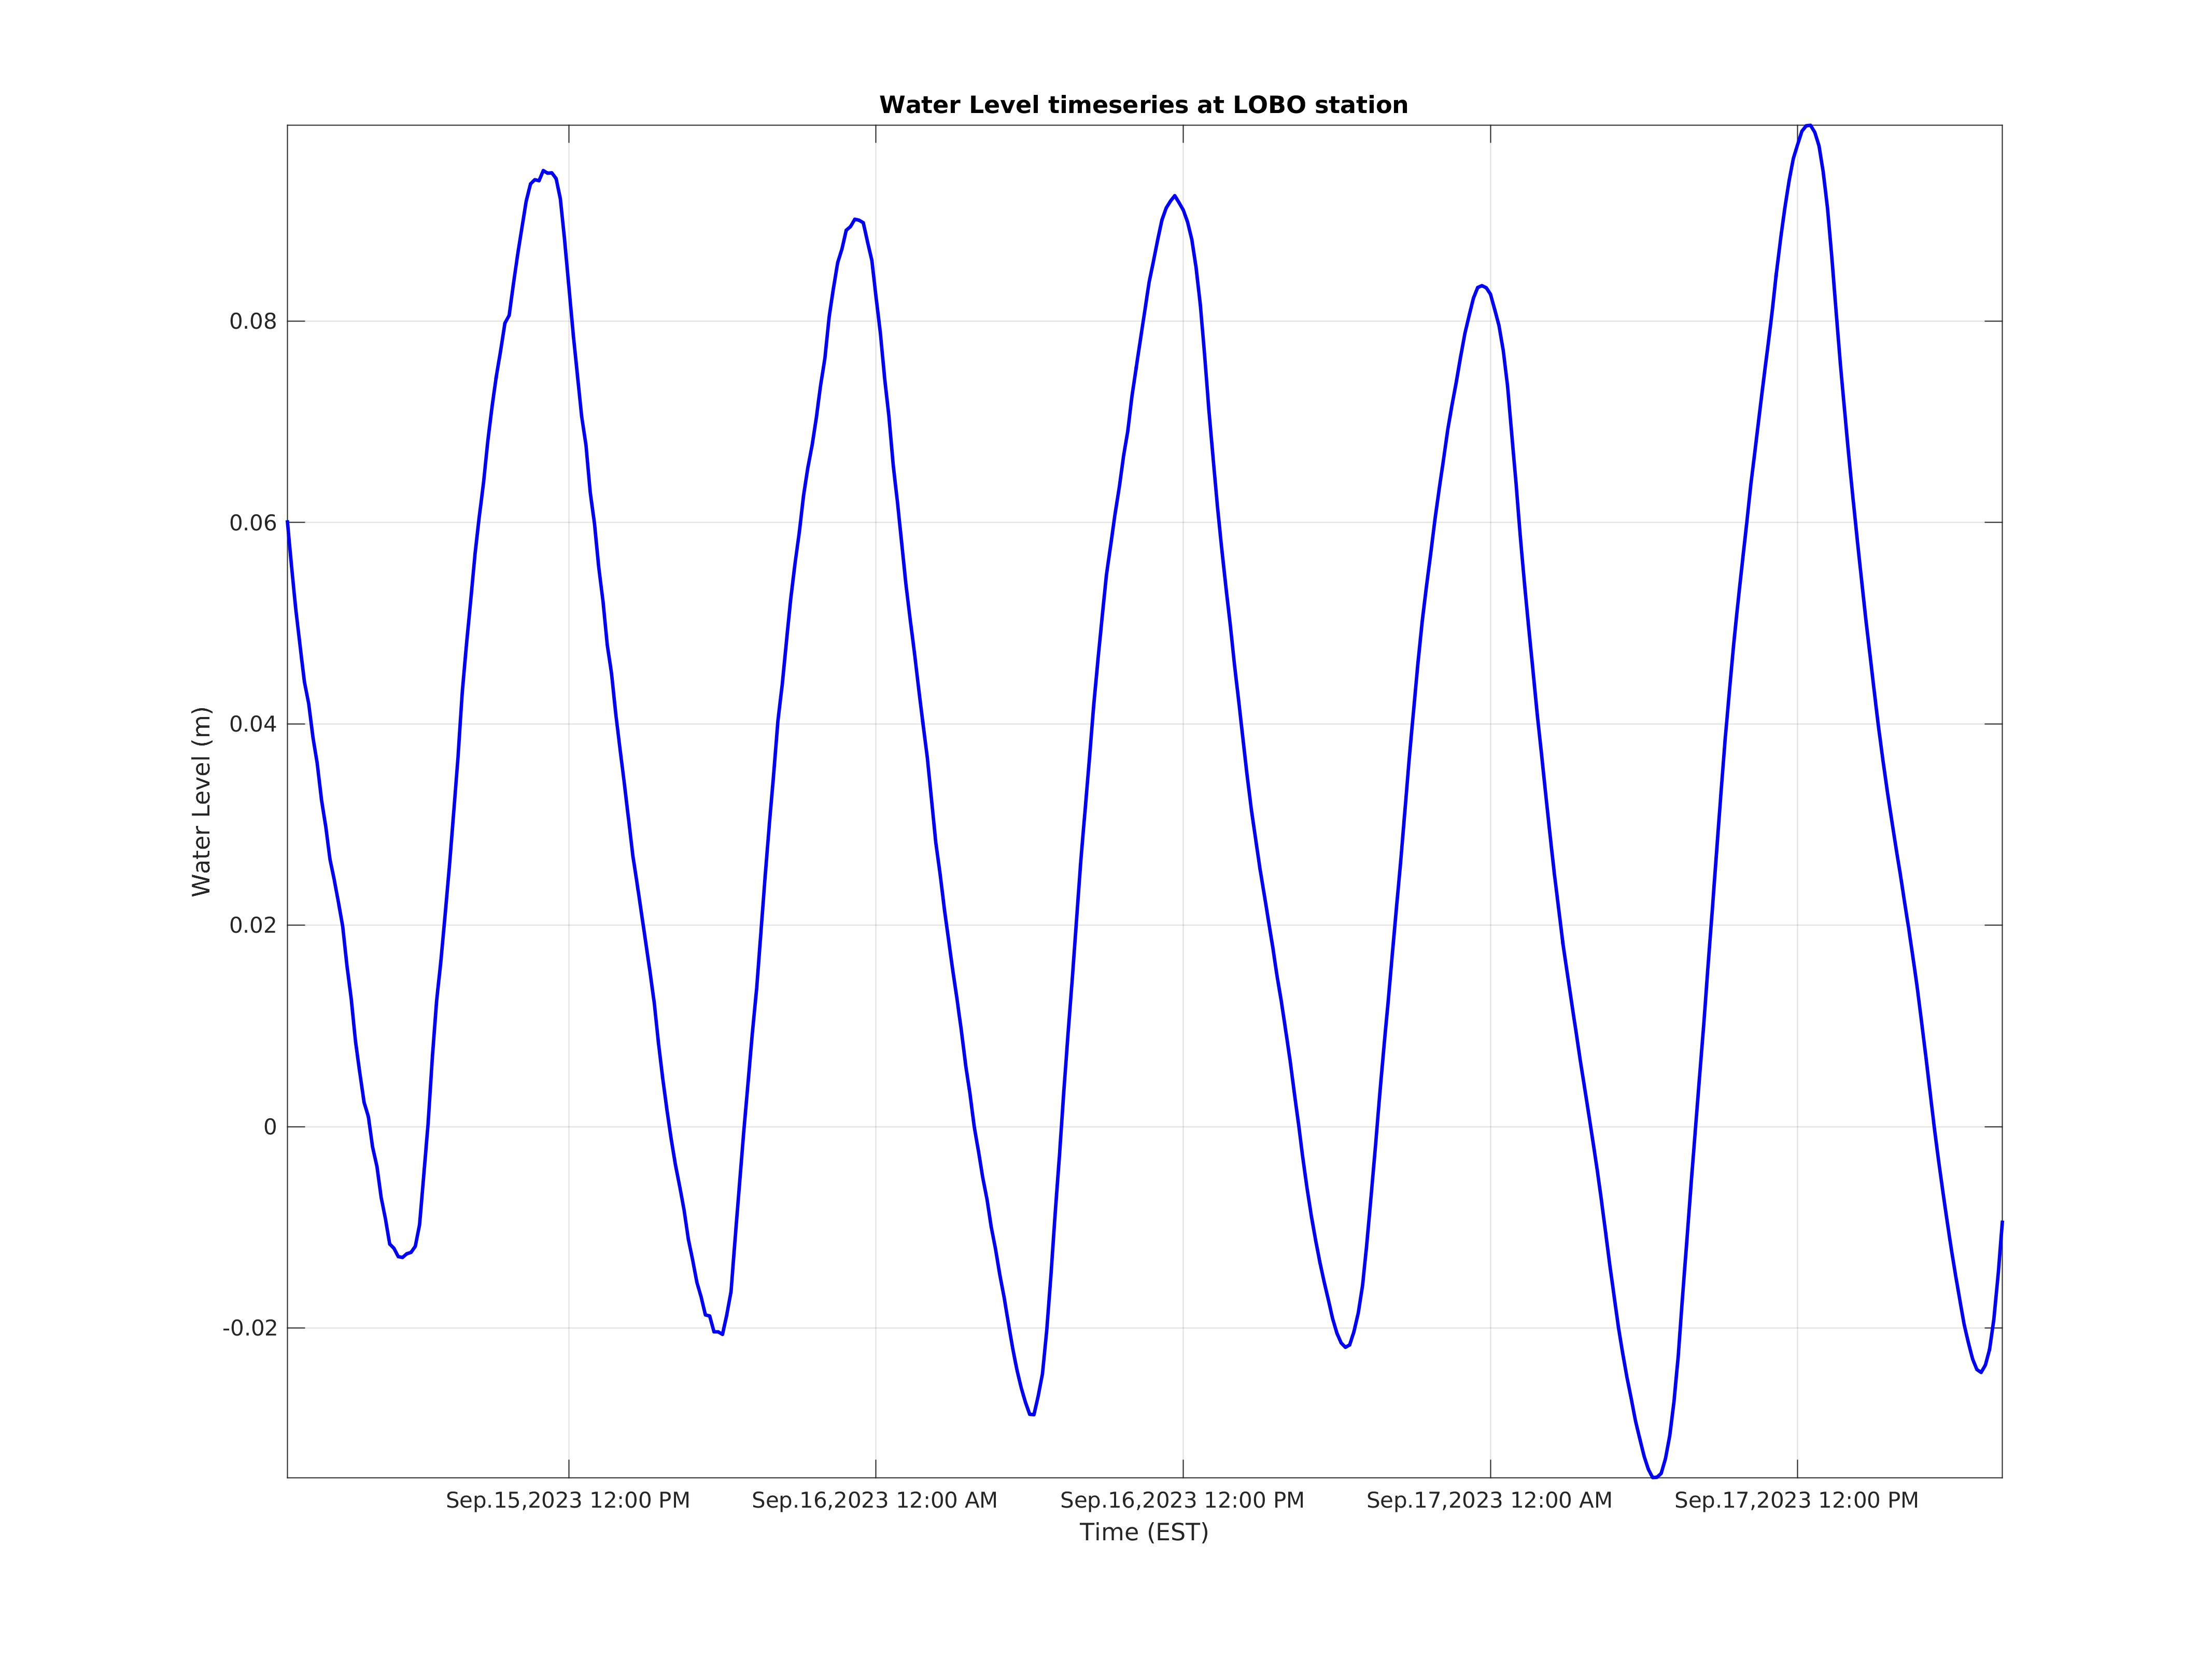 Water Level timeseries at LOBO station
0.08
0.06
0.04
0.02
0
-0.02
Water Level (m)
Sep.15,2023 12:00 PM
Sep.16,2023 12:00 AM
Sep.16,2023 12:00 PM
Sep.17,2023 12:00 AM
Sep.17,2023 12:00 PM
Time (EST)